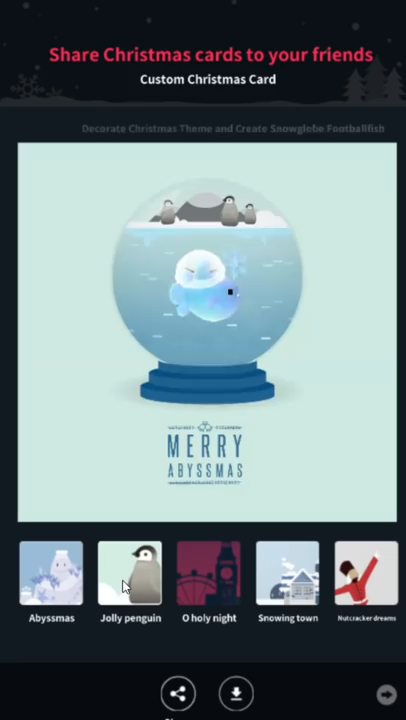 Share Christmas cards to your friends
Custom Christmas Card
Decorate Christmas Theme and Create Snowglobe Footballfish
MERRY
ABYSSMAS
Abyssmas
Jolly penguin
O holy night
Snowing town
Nutcracker dreams